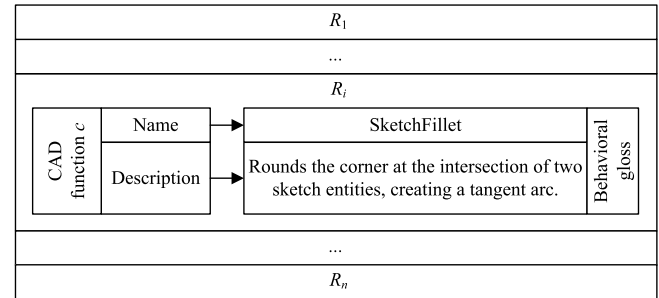 R1
...
Ri
CAD
function c
Name
SketchFillet
Description
Rounds the corner at the intersection of two
sketch entities, creating a tangent arc.
Behavioral
gloss
...
Rn